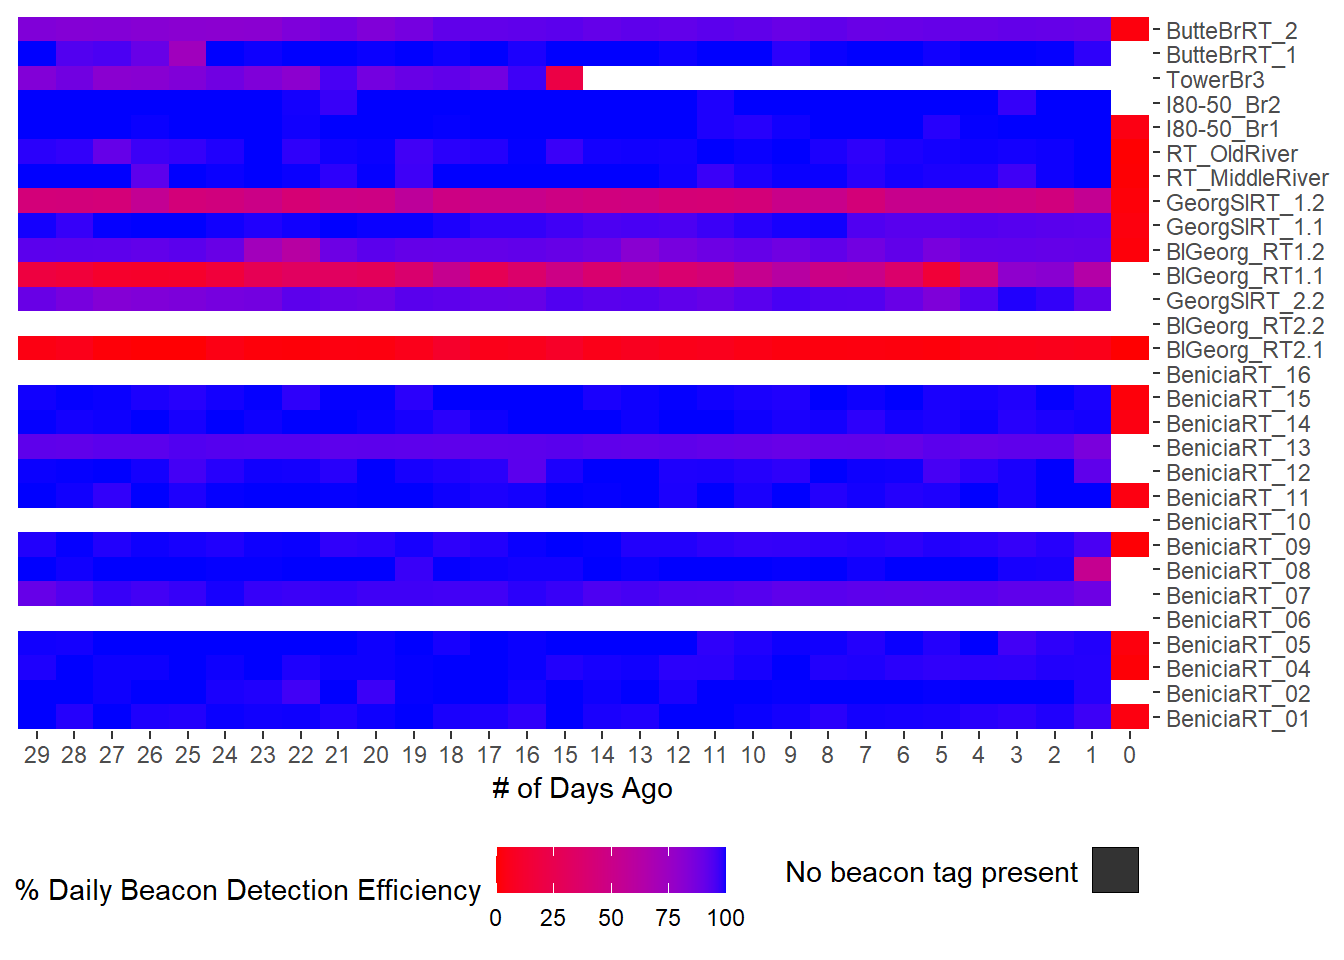 ButteBrRT_2
ButteBrRT_1
TowerBr3
I80-50_Br2
I80-50_Br1
RT_OldRiver
RT_MiddleRiver
GeorgSlRT_1.2
GeorgSlRT_1.1
BlGeorg_RT1.2
BlGeorg_RT1.1
GeorgSlRT_2.2
BlGeorg_RT2.2
BlGeorg_RT2.1
BeniciaRT_16
BeniciaRT_15
BeniciaRT_14
BeniciaRT_13
BeniciaRT_12
BeniciaRT_11
BeniciaRT_10
BeniciaRT_09
BeniciaRT_08
BeniciaRT_07
BeniciaRT_06
BeniciaRT_05
BeniciaRT_04
BeniciaRT_02
BeniciaRT_01
29 28 27 26 25 24 23 22 21 20 19 18 17 16 15 14 13 12 11 10 9 8 7 6 5 4 3 2 1 0
# of Days Ago
% Daily Beacon Detection Efficiency
0 25 50 75 100
No beacon tag present